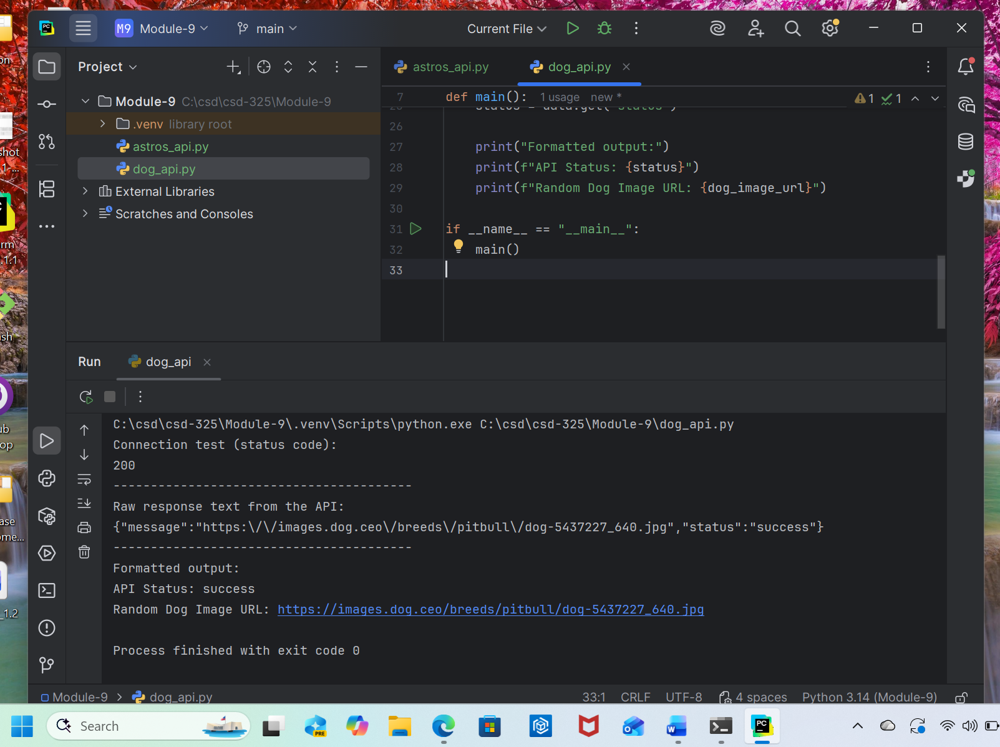 M9 Module-9 main Current File
Project
Module-9 C:\csd\csd-325\Module-9
.venv library root
astros_api.py
dog_api.py
External Libraries
Scratches and Consoles
astros_api.py dog_api.py
7 def main(): 1 usage new * 1 1
26
27 print("Formatted output:")
28 print(f"API Status: {status}")
29 print(f"Random Dog Image URL: {dog_image_url}")
30
31 if __name__ == "__main__":
32 main()
33
Run dog_api
C:\csd\csd-325\Module-9\.venv\Scripts\python.exe C:\csd\csd-325\Module-9\dog_api.py
Connection test (status code):
200
----------------------------------------
Raw response text from the API:
{"message":"https:\/\/images.dog.ceo\/breeds\/pitbull\/dog-5437227_640.jpg","status":"success"}
----------------------------------------
Formatted output:
API Status: success
Random Dog Image URL: https://images.dog.ceo/breeds/pitbull/dog-5437227_640.jpg
Process finished with exit code 0
Module-9 dog_api.py 33:1 CRLF UTF-8 4 spaces Python 3.14 (Module-9)
Search
PRE
PC